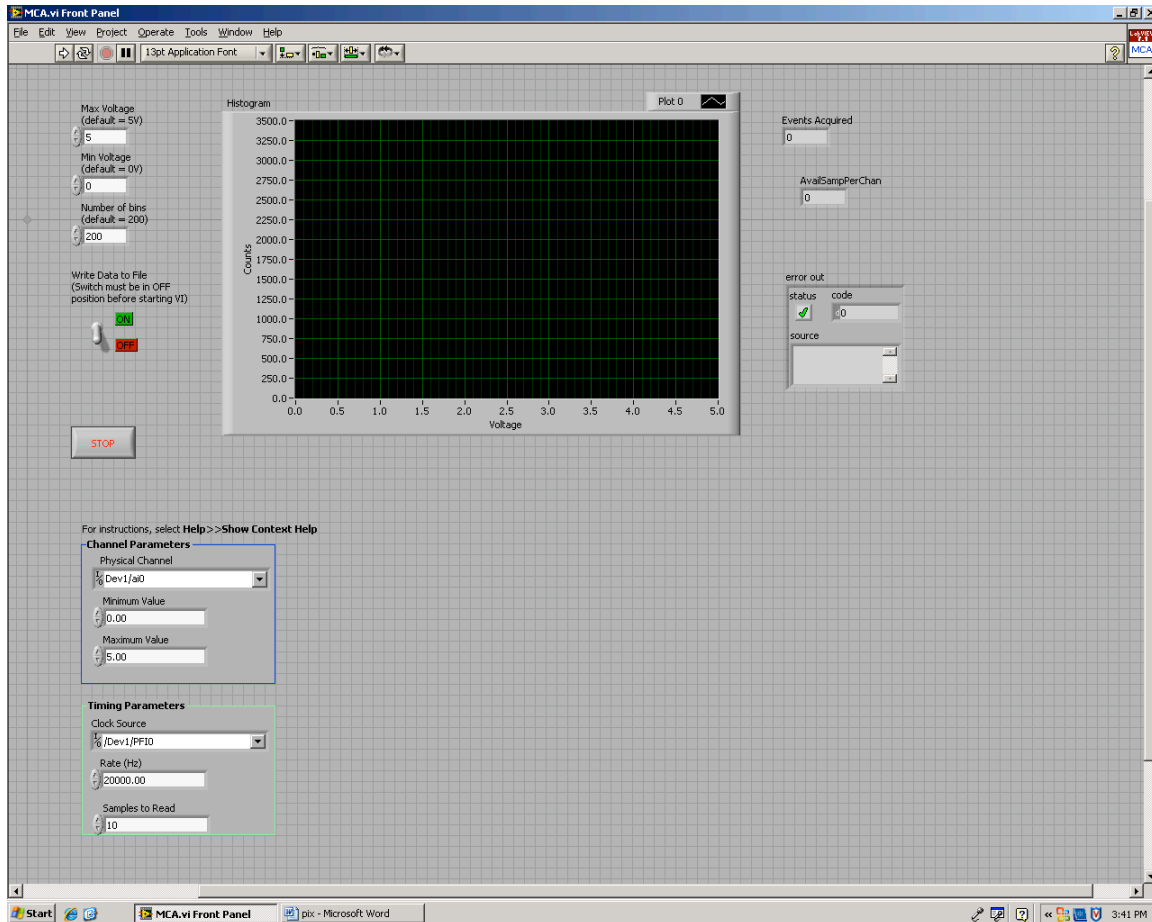 MCA.vi Front Panel
File Edit View Project Operate Tools Window Help
13pt Application Font
LabVIEW
7.1
MCA
Max Voltage
(default = 5V)
5
Min Voltage
(default = 0V)
0
Number of bins
(default = 200)
200
Write Data to File
(Switch must be in OFF
position before starting VI)
ON
OFF
STOP
Histogram
Plot 0
3500.0
3250.0
3000.0
2750.0
2500.0
2250.0
2000.0
1750.0
1500.0
1250.0
1000.0
750.0
500.0
250.0
0.0
Counts
0.0 0.5 1.0 1.5 2.0 2.5 3.0 3.5 4.0 4.5 5.0
Voltage
Events Acquired
0
AvailSampPerChan
0
error out
status code
d0
source
For instructions, select Help>>Show Context Help
Channel Parameters
Physical Channel
I/0 Dev1/ai0
Minimum Value
0.00
Maximum Value
5.00
Timing Parameters
Clock Source
I/0 /Dev1/PFI0
Rate (Hz)
20000.00
Samples to Read
10
Start MCA.vi Front Panel pix - Microsoft Word « 3:41 PM